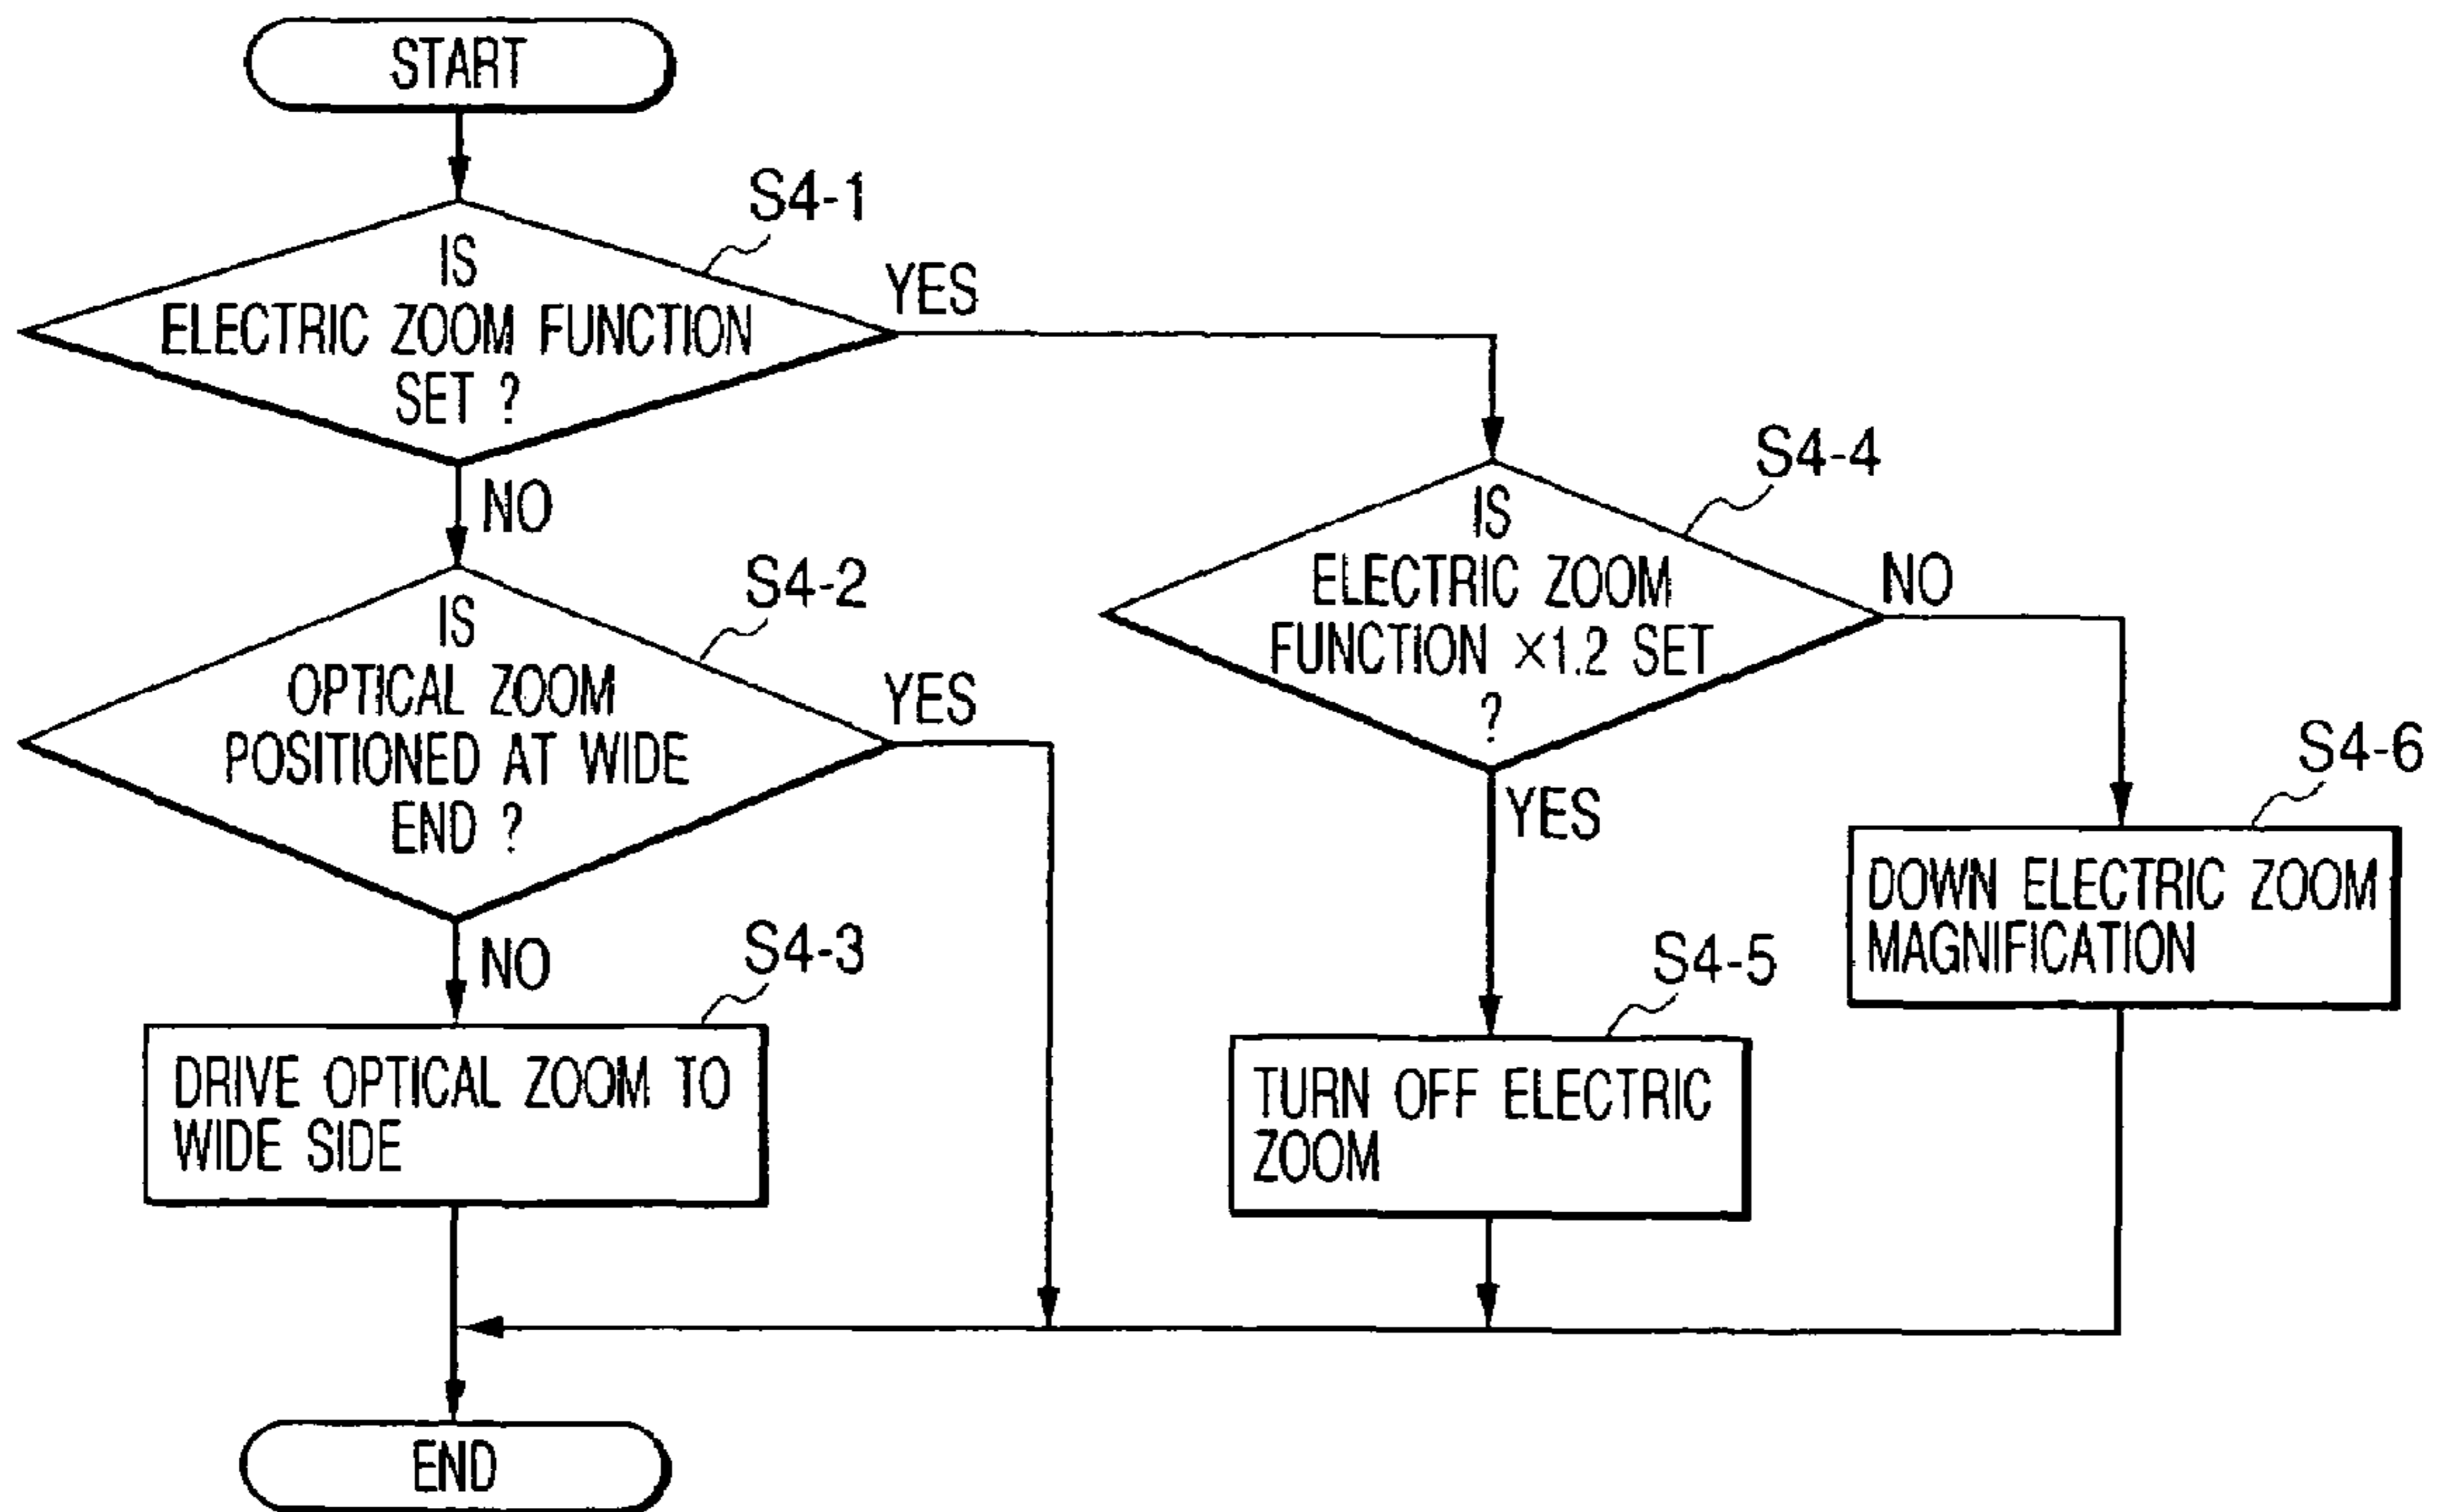 START
S4-1
IS
ELECTRIC ZOOM FUNCTION
SET ?
YES
NO
S4-2
IS
OPTICAL ZOOM
POSITIONED AT WIDE
END ?
YES
NO
S4-3
DRIVE OPTICAL ZOOM TO
WIDE SIDE
S4-4
IS
ELECTRIC ZOOM
FUNCTION ×1.2 SET
?
NO
YES
S4-5
TURN OFF ELECTRIC
ZOOM
S4-6
DOWN ELECTRIC ZOOM
MAGNIFICATION
END